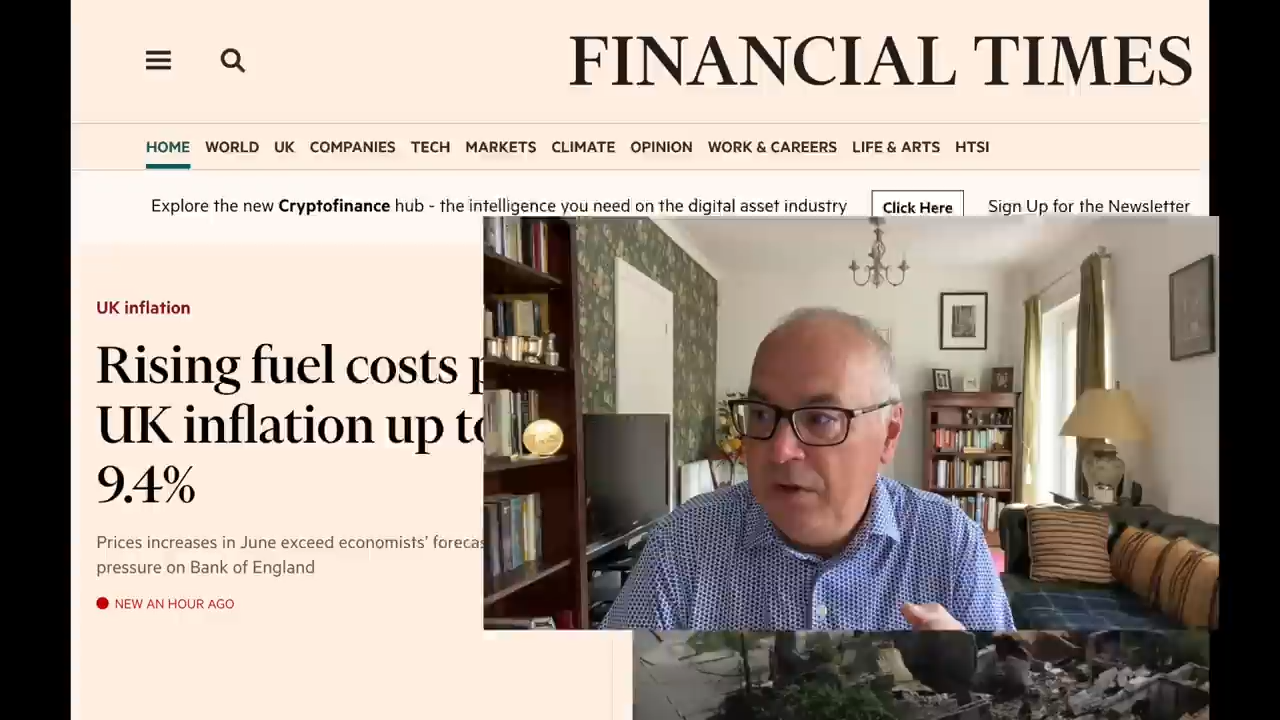 FINANCIAL TIMES
HOME WORLD UK COMPANIES TECH MARKETS CLIMATE OPINION WORK & CAREERS LIFE & ARTS HTSI
Explore the new Cryptofinance hub - the intelligence you need on the digital asset industry Click Here Sign Up for the Newsletter
UK inflation
Rising fuel costs p
UK inflation up to
9.4%
Prices increases in June exceed economists' forecas
pressure on Bank of England
NEW AN HOUR AGO